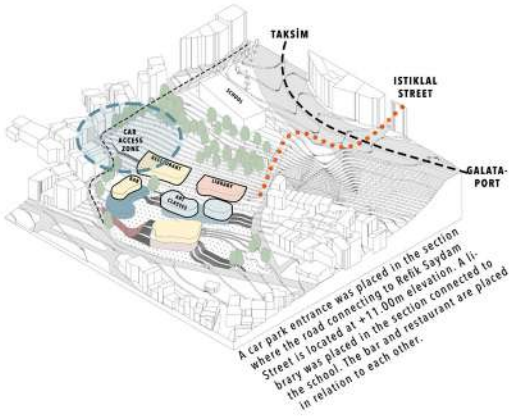 TAKSİM
ISTIKLAL
STREET
SCHOOL
CAR
ACCESS
ZONE
GALATA-
PORT
RESTAURANT
BAR
LIBRARY
ART
CLASSES
A car park entrance was placed in the section
where the road connecting to Refik Saydam
Street is located at +11.00m elevation. A li-
brary was placed in the section connected to
the school. The bar and restaurant are placed
in relation to each other.